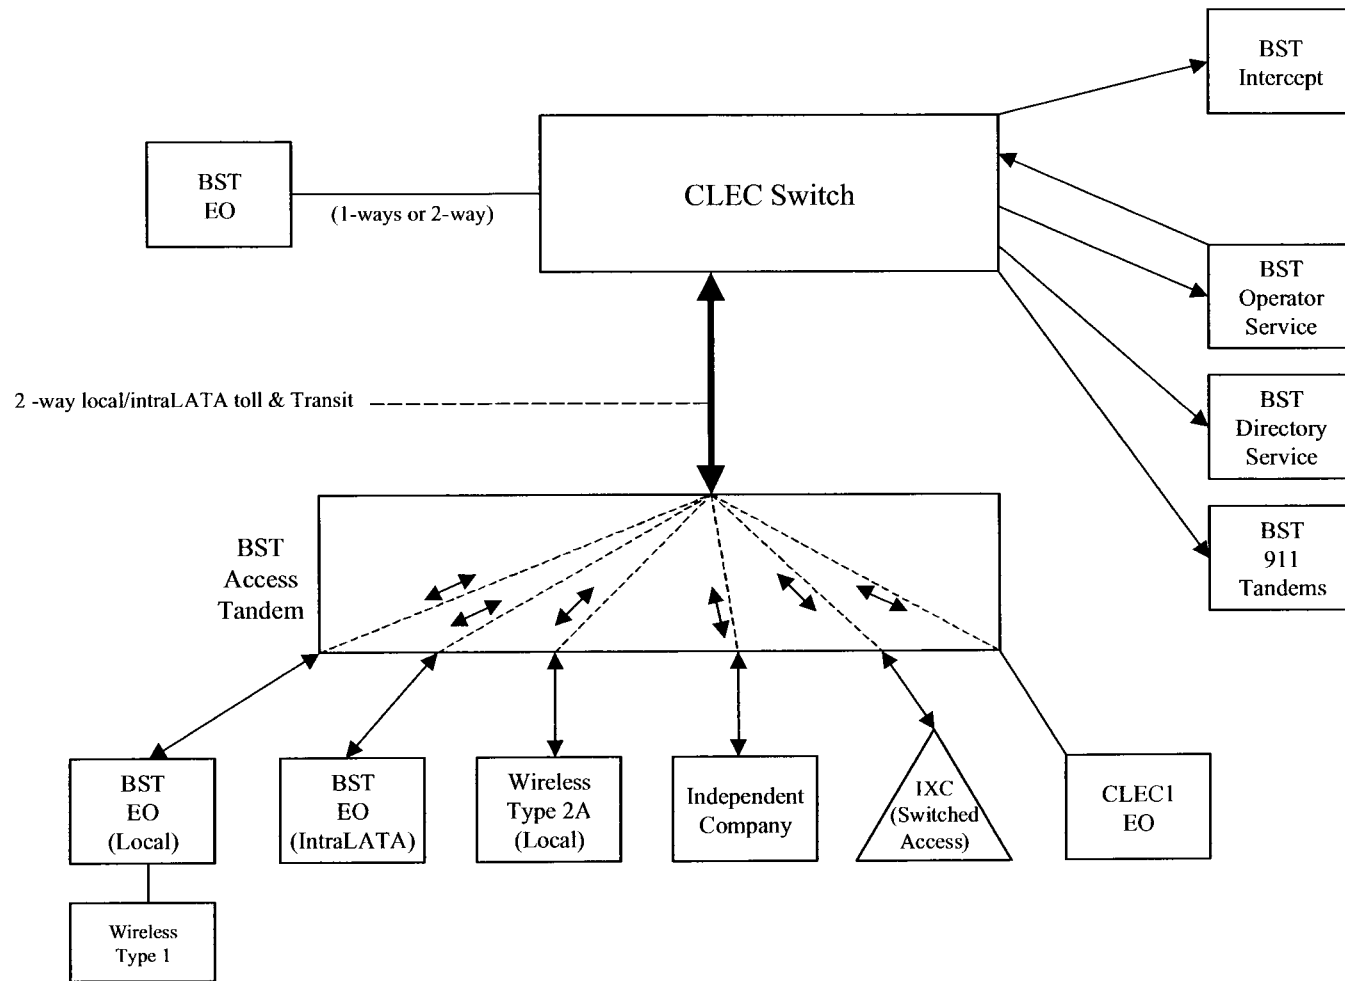 BST
Intercept
BST
EO
(1-ways or 2-way)
CLEC Switch
BST
Operator
Service
2 -way local/intraLATA toll & Transit
BST
Directory
Service
BST
911
Tandems
BST
Access
Tandem
BST
EO
(Local)
BST
EO
(IntraLATA)
Wireless
Type 2A
(Local)
Independent
Company
IXC
(Switched
Access)
CLEC1
EO
Wireless
Type 1